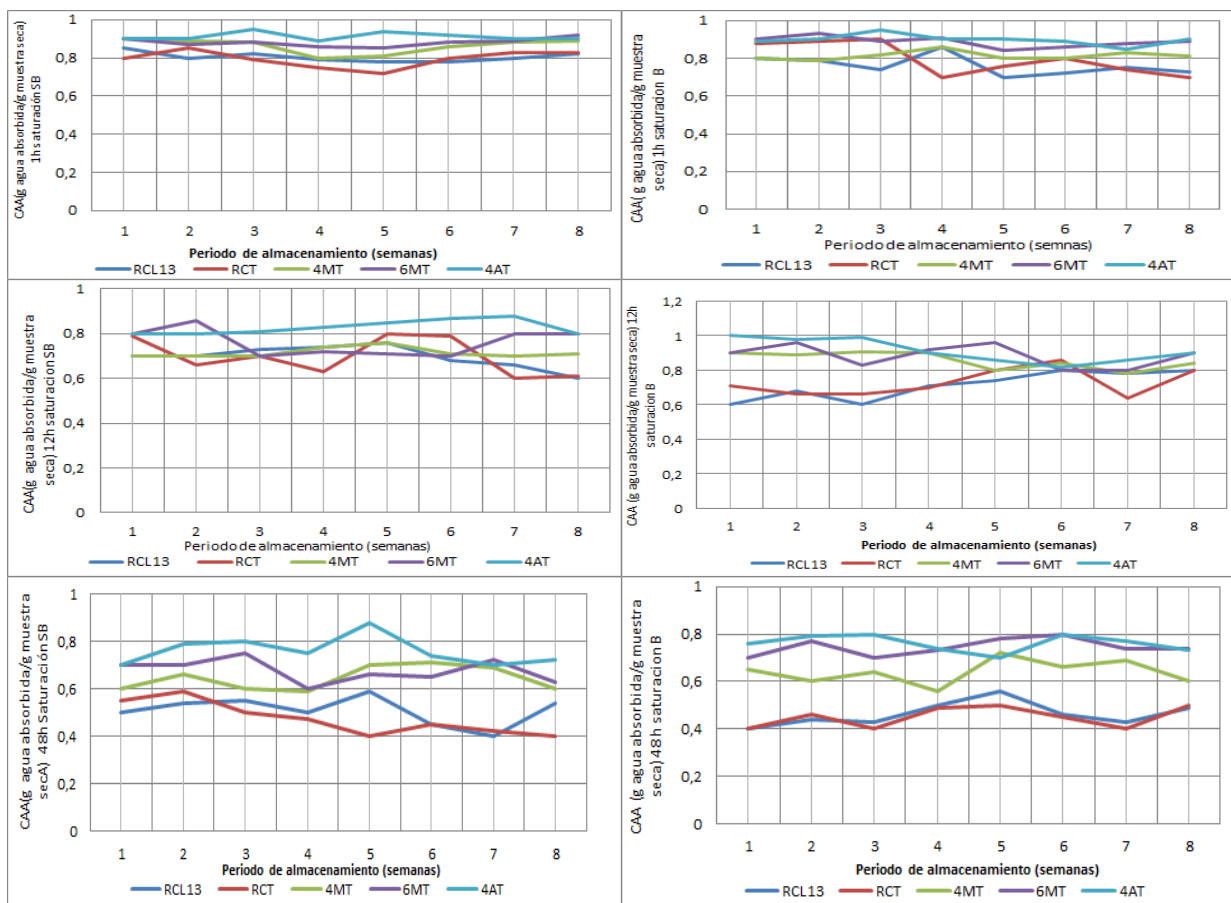 CAA(g agua absorbida/g muestra seca)
1h s aturación SB
1
0,8
0,6
0,4
0,2
0
1 2 3 4 5 6 7 8
Periodo de almacenamiento (semanas)
RCL13 RCT 4MT 6MT 4AT
CAA( g agua absorbida/g muestra
seca) 1h saturacion B
1
0,8
0,6
0,4
0,2
0
1 2 3 4 5 6 7 8
Periodo de almacenamiento (semnas)
RCL13 RCT 4MT 6MT 4AT
CAA(g agua absorbida/g muestra
seca) 12h saturacion SB
1
0,8
0,6
0,4
0,2
0
1 2 3 4 5 6 7 8
Periodo de almacenamiento (semanas)
RCL13 RCT 4MT 6MT 4AT
CAA (g agua absorbida/g muestra seca) 12h
saturacion B
1,2
1
0,8
0,6
0,4
0,2
0
1 2 3 4 5 6 7 8
Periodo de almacenamiento (semanas)
RCL13 RCT 4MT 6MT 4AT
CAA(g agua absorbida/g muestra
secA) 48h Saturación SB
1
0,8
0,6
0,4
0,2
0
1 2 3 4 5 6 7 8
Periodo de almacenamiento (semanas)
RCL13 RCT 4MT 6MT 4AT
CAA (g agua absorbida/g muestra
seca) 48h saturacion B
1
0,8
0,6
0,4
0,2
0
1 2 3 4 5 6 7 8
Periodo de almacenamiento (semanas)
RCL13 RCT 4MT 6MT 4AT